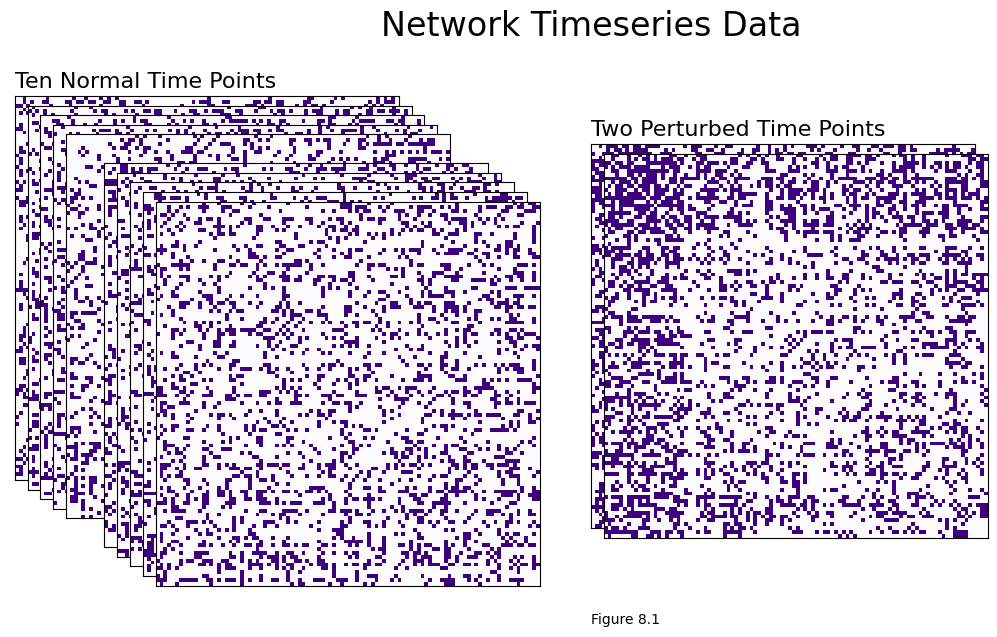 Network Timeseries Data
Ten Normal Time Points
Two Perturbed Time Points
Figure 8.1